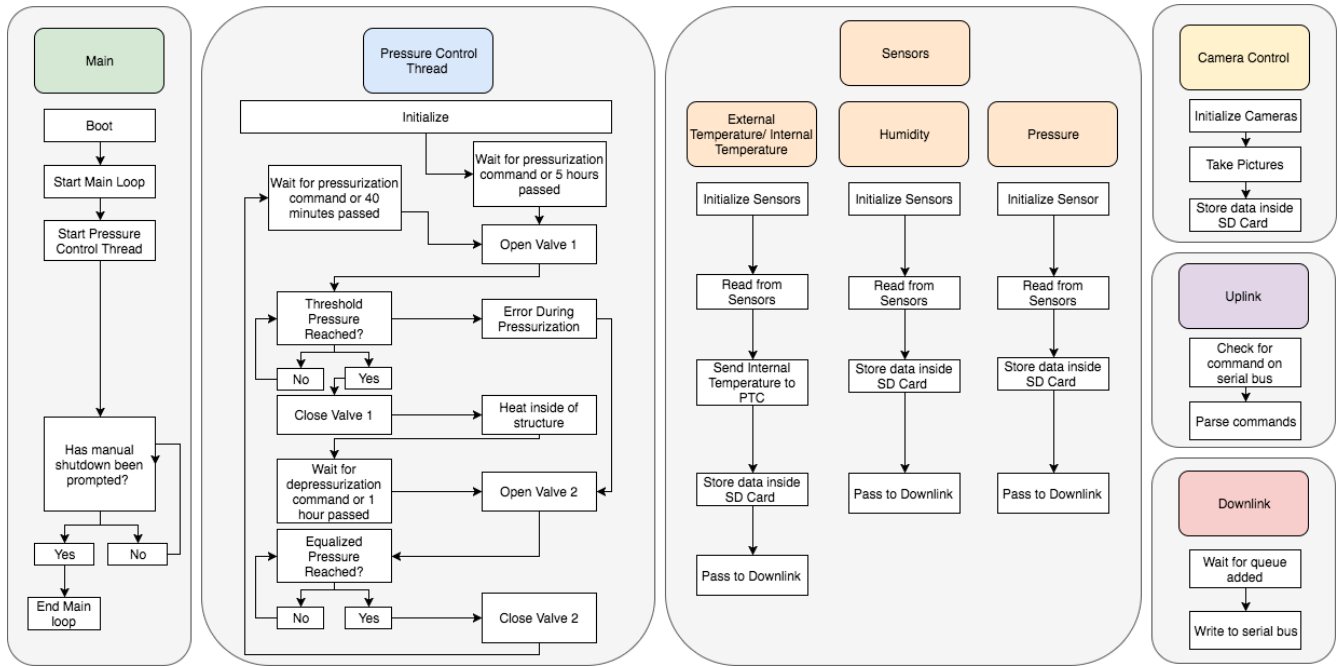 Main
Boot
Start Main Loop
Start Pressure
Control Thread
Has manual
shutdown been
prompted?
Yes
No
End Main
loop
Pressure Control
Thread
Initialize
Wait for pressurization
command or 5 hours
passed
Wait for pressurization
command or 40
minutes passed
Open Valve 1
Threshold
Pressure
Reached?
Error During
Pressurization
No
Yes
Close Valve 1
Heat inside of
structure
Wait for
depressurization
command or 1
hour passed
Open Valve 2
Equalized
Pressure
Reached?
No
Yes
Close Valve 2
Sensors
External
Temperature/ Internal
Temperature
Initialize Sensors
Read from
Sensors
Send Internal
Temperature to
PTC
Store data inside
SD Card
Pass to Downlink
Humidity
Initialize Sensors
Read from
Sensors
Store data inside
SD Card
Pass to Downlink
Pressure
Initialize Sensor
Read from
Sensors
Store data inside
SD Card
Pass to Downlink
Camera Control
Initialize Cameras
Take Pictures
Store data inside
SD Card
Uplink
Check for
command on
serial bus
Parse commands
Downlink
Wait for queue
added
Write to serial bus